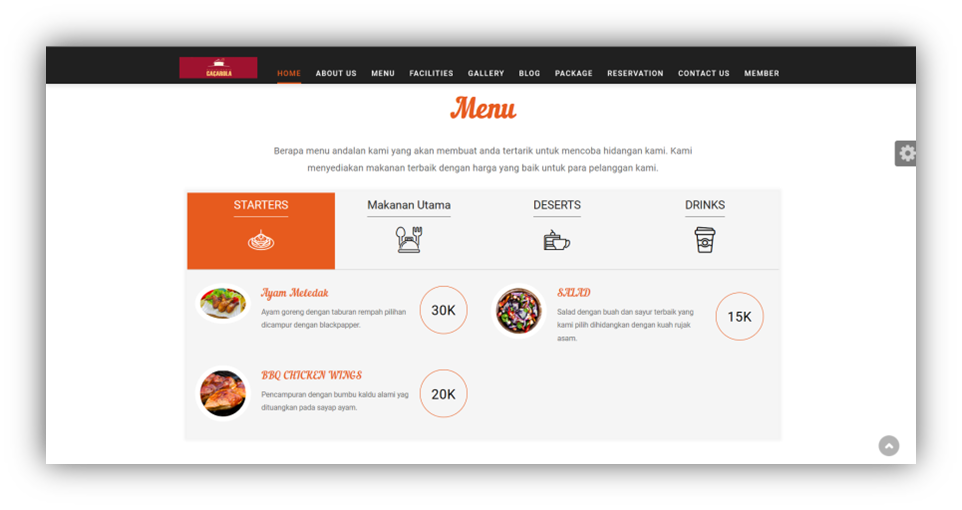 CAÇAROLA
HOME ABOUT US MENU FACILITIES GALLERY BLOG PACKAGE RESERVATION CONTACT US MEMBER
Menu
Berapa menu andalan kami yang akan membuat anda tertarik untuk mencoba hidangan kami. Kami
menyediakan makanan terbaik dengan harga yang baik untuk para pelanggan kami.
STARTERS
Makanan Utama
DESERTS
DRINKS
Ayam Meledak
Ayam goreng dengan taburan rempah pilihan
dicampur dengan blackpapper.
30K
SALAD
Salad dengan buah dan sayur terbaik yang
kami pilih dihidangkan dengan kuah rujak
asam.
15K
BBQ CHICKEN WINGS
Pencampuran dengan bumbu kaldu alami yag
dituangkan pada sayap ayam.
20K